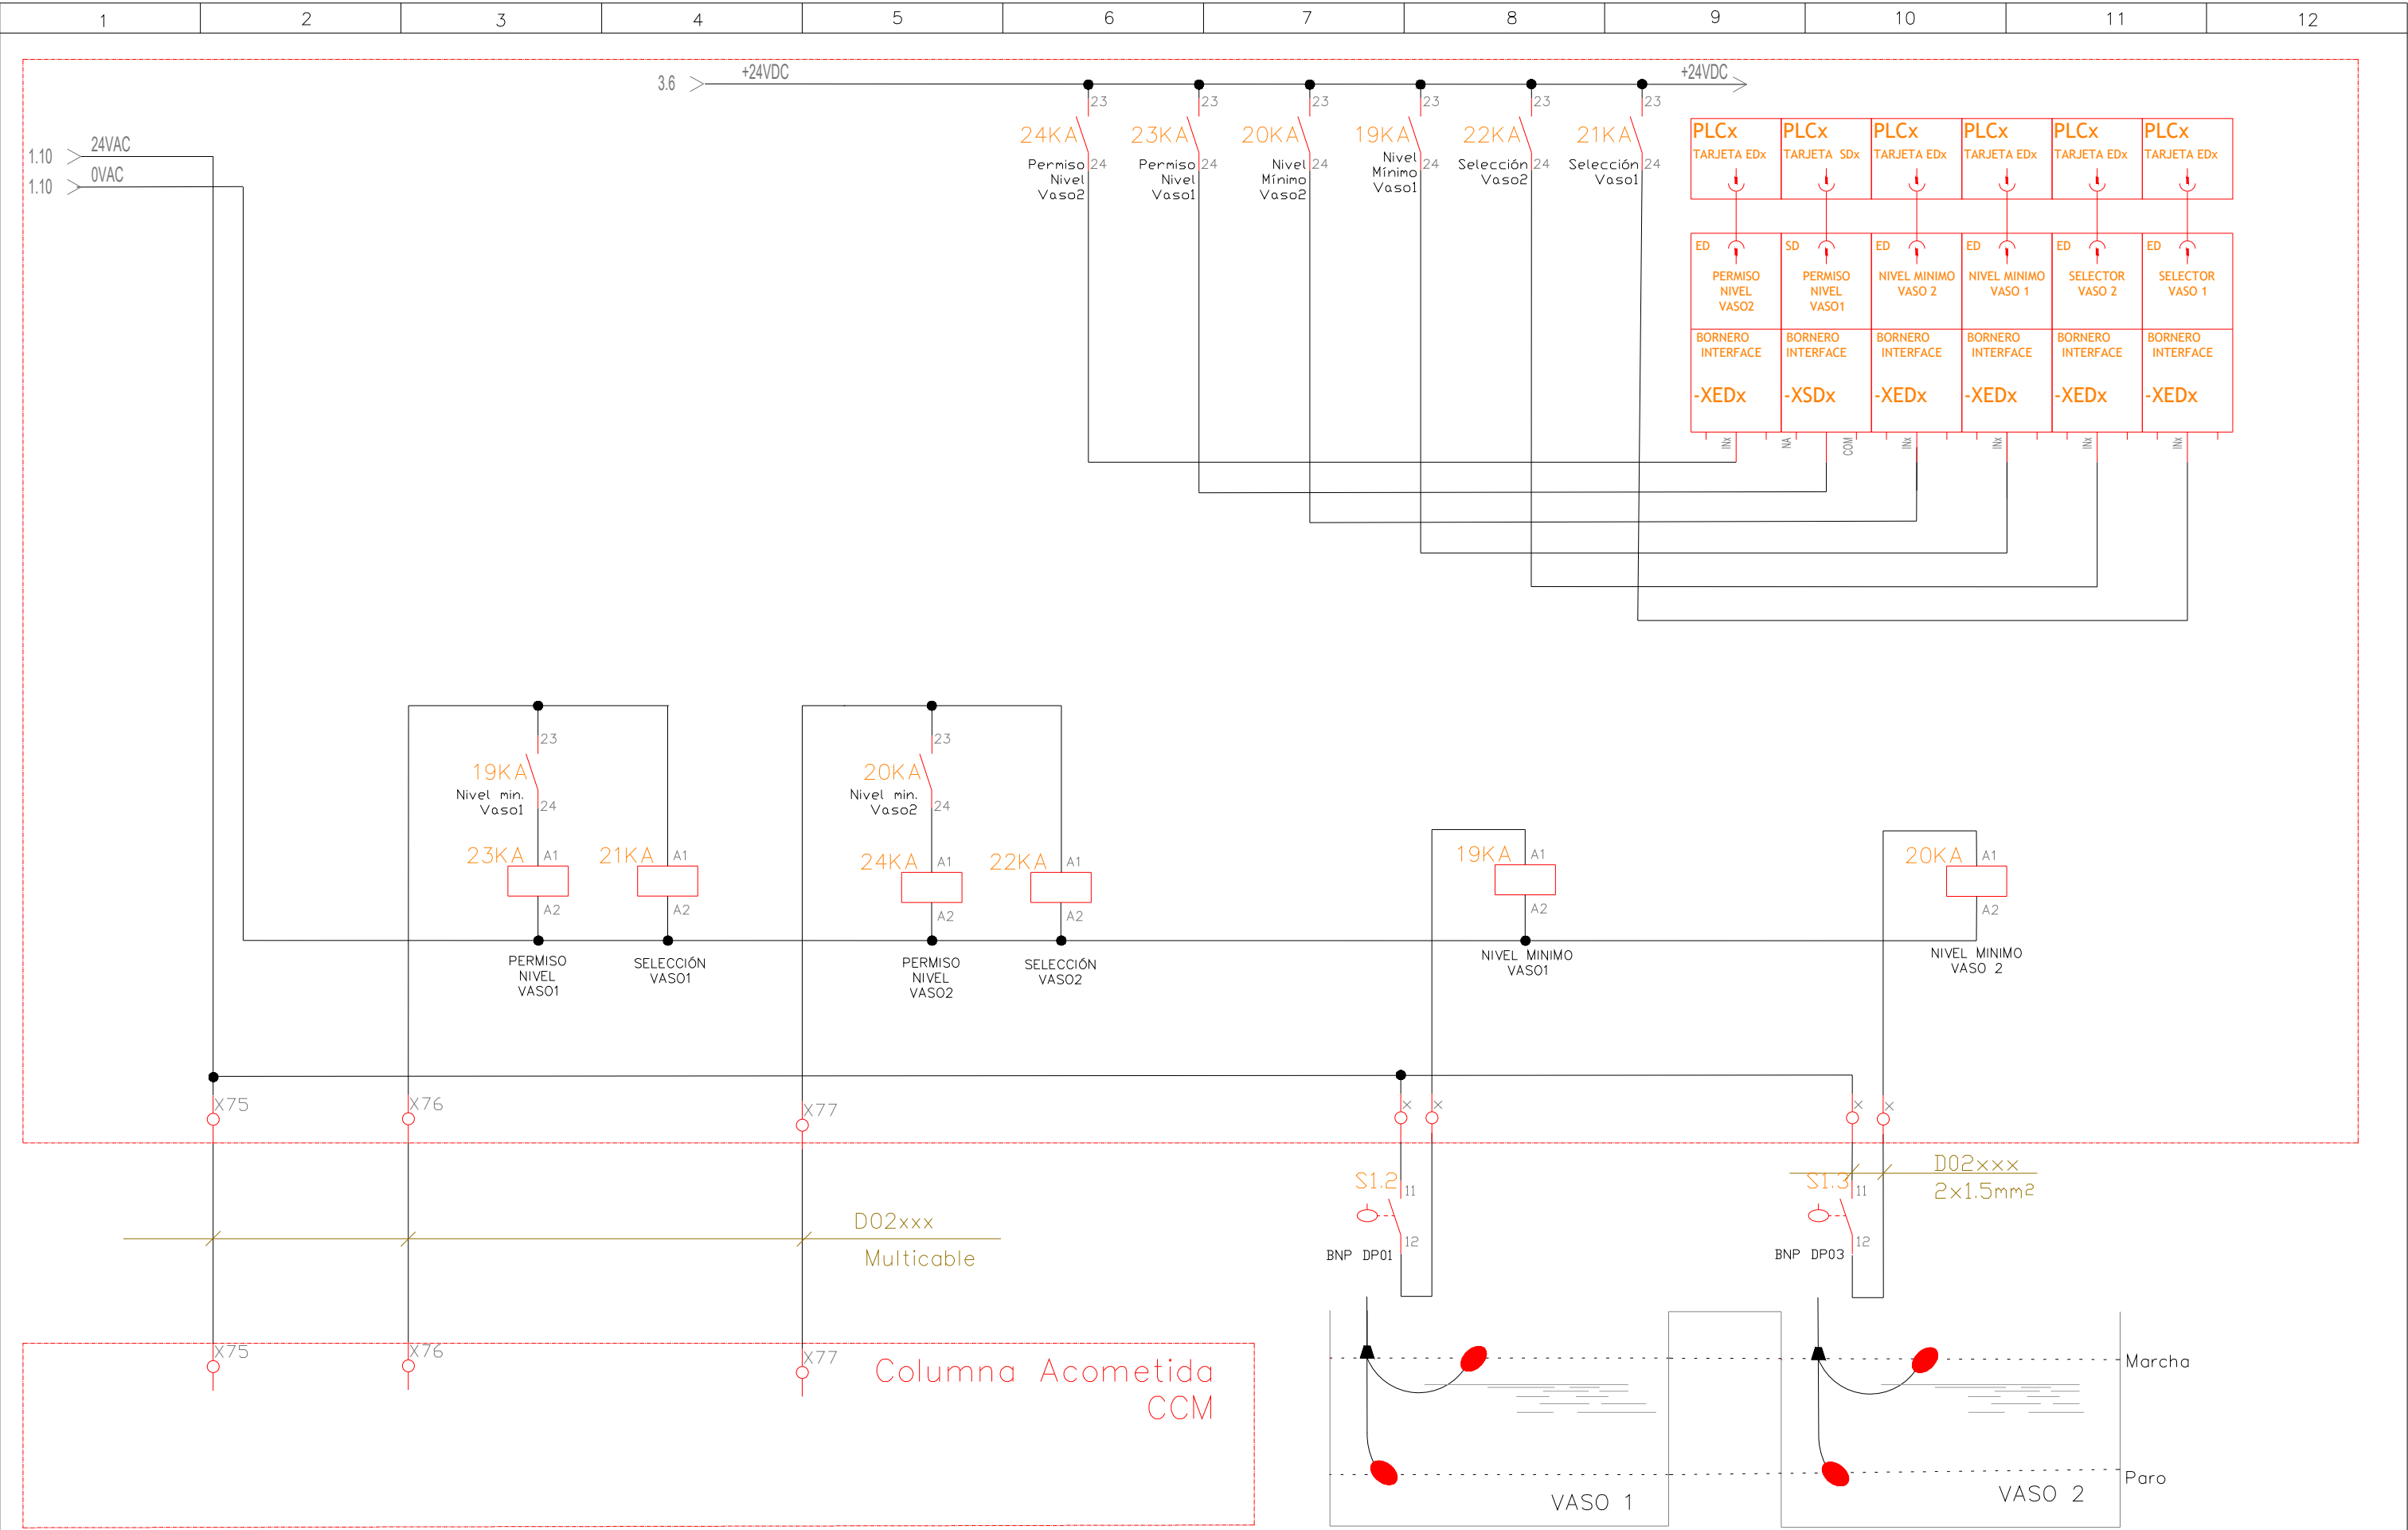 1 2 3 4 5 6 7 8 9 10 11 12
3.6 +24VDC +24VDC
1.10 24VAC
1.10 0VAC
23 23 23 23 23 23
24KA 23KA 20KA 19KA 22KA 21KA
24 24 24 24 24 24
Permiso
Nivel
Vaso2
Permiso
Nivel
Vaso1
Nivel
Mínimo
Vaso2
Nivel
Mínimo
Vaso1
Selección
Vaso2
Selección
Vaso1
PLCx PLCx PLCx PLCx PLCx PLCx
TARJETA EDx TARJETA SDx TARJETA EDx TARJETA EDx TARJETA EDx TARJETA EDx
ED SD ED ED ED ED
PERMISO
NIVEL
VASO2
PERMISO
NIVEL
VASO1
NIVEL MINIMO
VASO 2
NIVEL MINIMO
VASO 1
SELECTOR
VASO 2
SELECTOR
VASO 1
BORNERO BORNERO BORNERO BORNERO BORNERO BORNERO
INTERFACE INTERFACE INTERFACE INTERFACE INTERFACE INTERFACE
-XEDx -XSDx -XEDx -XEDx -XEDx -XEDx
INx NA COM INx INx INx INx
23
19KA
Nivel min.
Vaso1
24
23
20KA
Nivel min.
Vaso2
24
23KA A1
A2
21KA A1
A2
24KA A1
A2
22KA A1
A2
19KA A1
A2
20KA A1
A2
PERMISO
NIVEL
VASO1
SELECCIÓN
VASO1
PERMISO
NIVEL
VASO2
SELECCIÓN
VASO2
NIVEL MINIMO
VASO1
NIVEL MINIMO
VASO 2
X75 X76 X77 X X X X
S1.2 11
12
BNP DP01
S1.3 11
12
BNP DP03
D02xxx
2x1.5mm²
D02xxx
Multicable
X75 X76 X77
Columna Acometida
CCM
Marcha
Paro
VASO 1
VASO 2